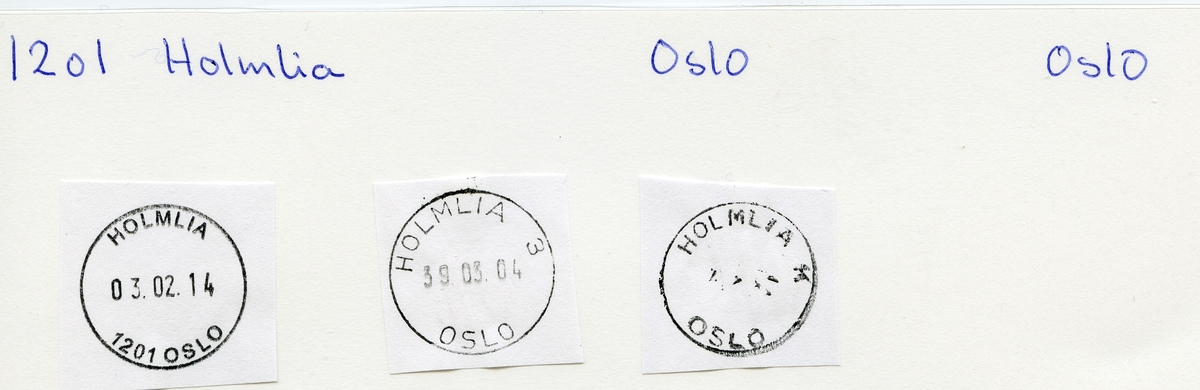 1201 Holmlia Oslo Oslo
HOLMLIA
03.02.14
1201 OSLO
HOLMLIA 3
39.03.04
OSLO
HOLMLIA
OSLO